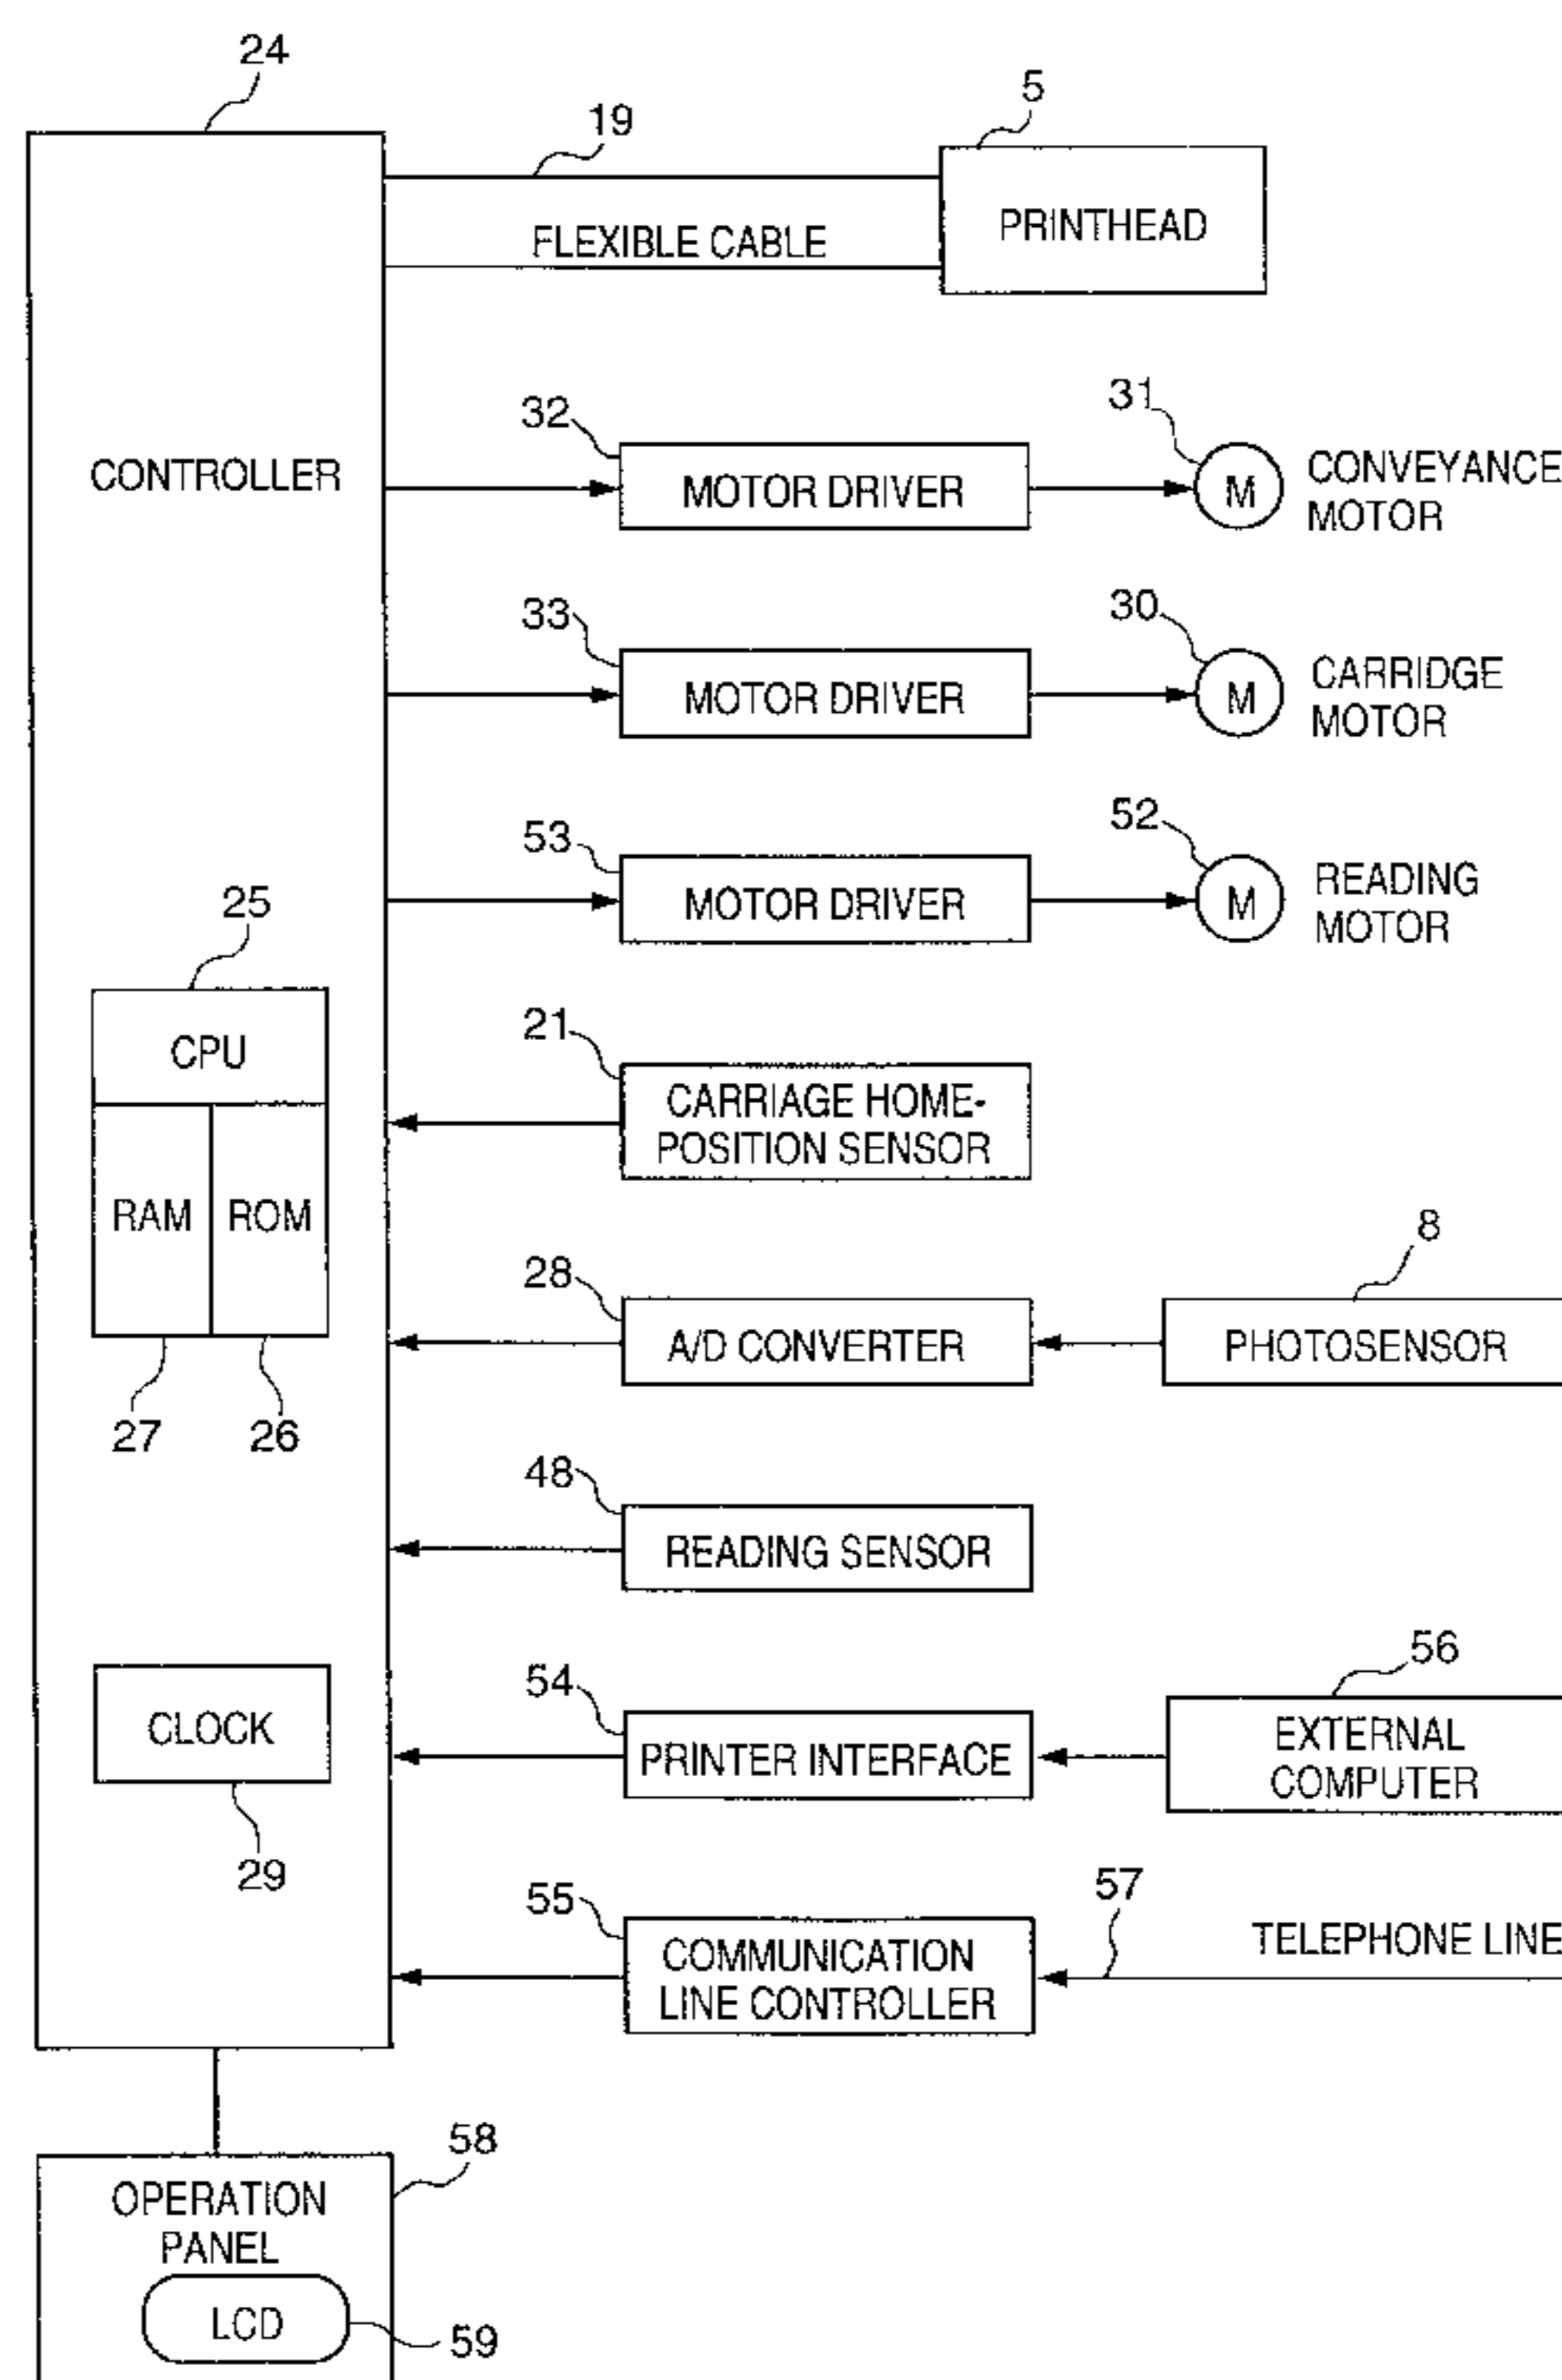 24
5
19
PRINTHEAD
FLEXIBLE CABLE
CONTROLLER
32
31
MOTOR DRIVER
M
CONVEYANCE
MOTOR
33
30
MOTOR DRIVER
M
CARRIDGE
MOTOR
53
52
MOTOR DRIVER
M
READING
MOTOR
25
CPU
RAM
ROM
27
26
21
CARRIAGE HOME-
POSITION SENSOR
28
8
A/D CONVERTER
PHOTOSENSOR
48
READING SENSOR
CLOCK
29
54
56
PRINTER INTERFACE
EXTERNAL
COMPUTER
55
57
COMMUNICATION
LINE CONTROLLER
TELEPHONE LINE
58
OPERATION
PANEL
LCD
59